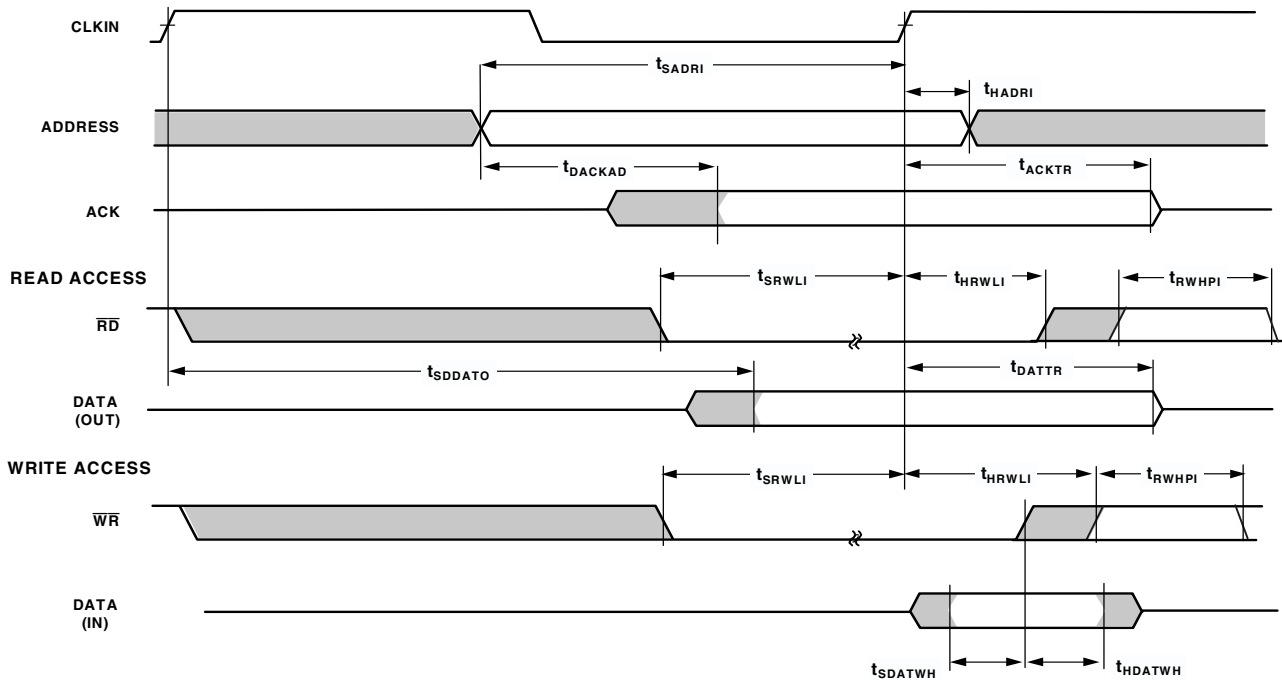 CLKIN
tSADRI
tHADRI
ADDRESS
tDACKAD
tACKTR
ACK
READ ACCESS
tSRWLI
tHRWLI
tRWHPI
RD
tSDDATO
tDATTR
DATA
(OUT)
WRITE ACCESS
tSRWLI
tHRWLI
tRWHPI
WR
DATA
(IN)
tSDATWH
tHDATWH